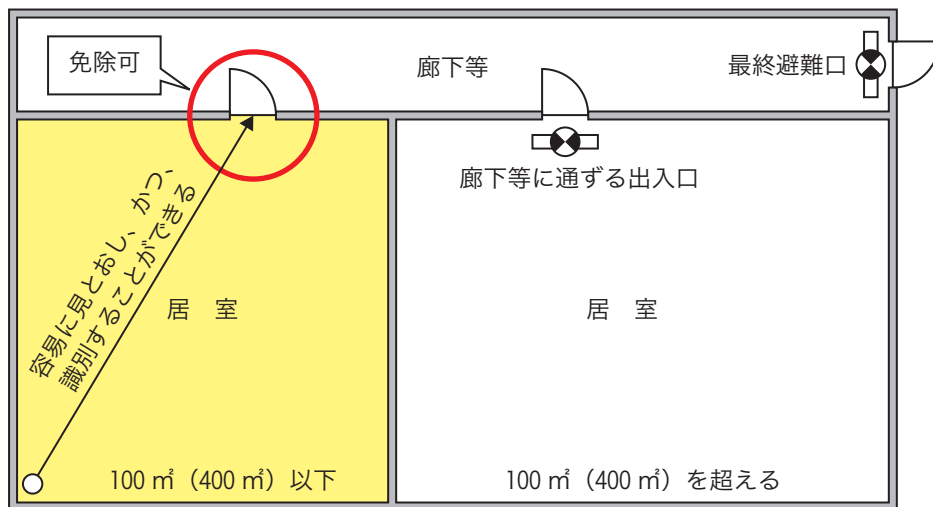 免除可
廊下等
最終避難口
廊下等に通ずる出入口
容易に見とおし、かつ、
識別することができる
居 室
居 室
100 ㎡（400 ㎡）以下
100 ㎡（400 ㎡）を超える